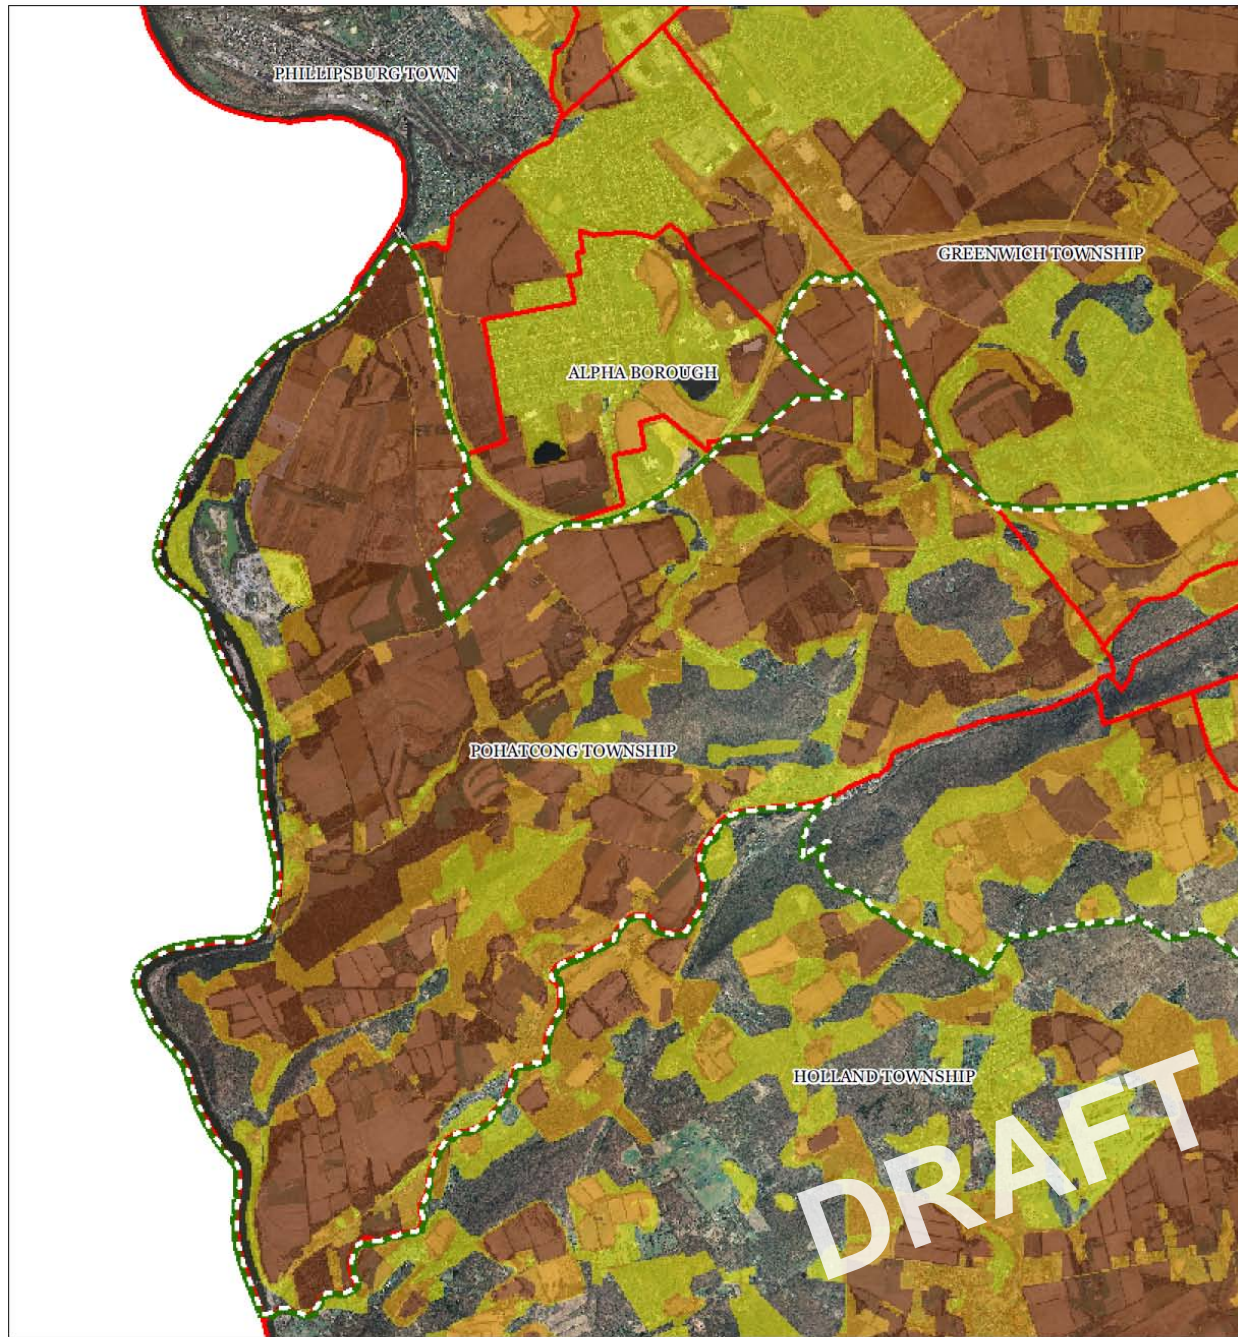 PHILLIPSBURG TOWN
GREENWICH TOWNSHIP
ALPHA BOROUGH
POHATCONG TOWNSHIP
HOLLAND TOWNSHIP
DRAFT